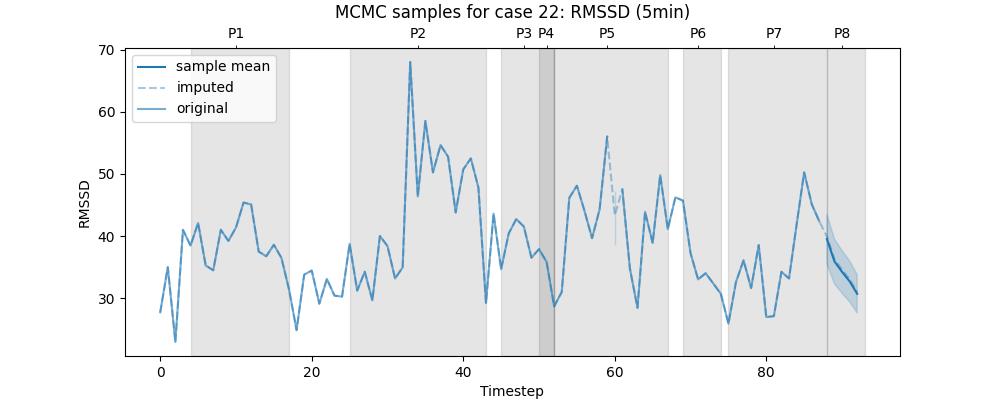 MCMC samples for case 22: RMSSD (5min)
P1 P2 P3 P4 P5 P6 P7 P8
sample mean
imputed
original
70
60
50
40
30
RMSSD
0 20 40 60 80
Timestep